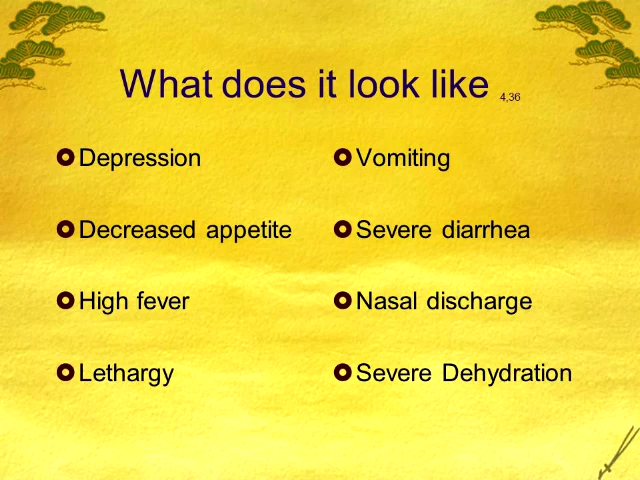 What does it look like 4,36
Depression
Decreased appetite
High fever
Lethargy
Vomiting
Severe diarrhea
Nasal discharge
Severe Dehydration